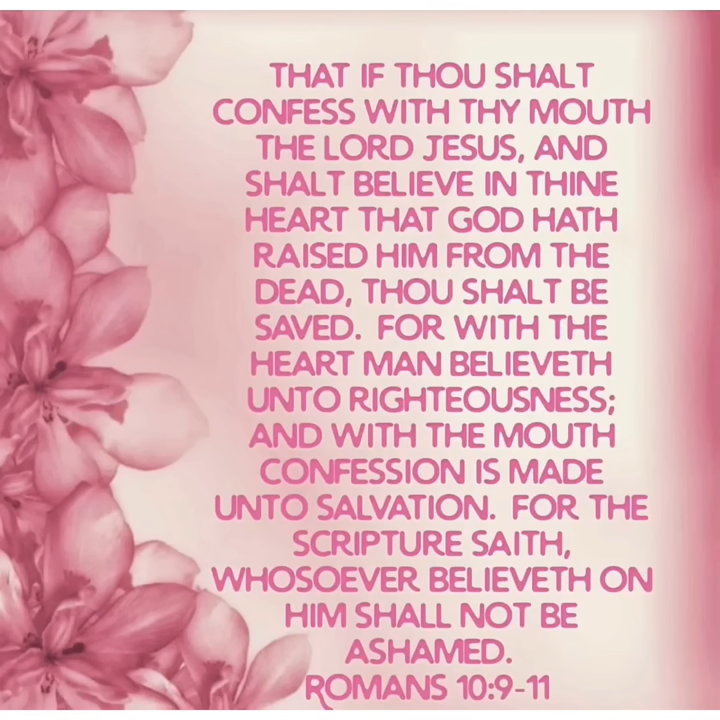 THAT IF THOU SHALT
CONFESS WITH THY MOUTH
THE LORD JESUS, AND
SHALT BELIEVE IN THINE
HEART THAT GOD HATH
RAISED HIM FROM THE
DEAD, THOU SHALT BE
SAVED. FOR WITH THE
HEART MAN BELIEVETH
UNTO RIGHTEOUSNESS;
AND WITH THE MOUTH
CONFESSION IS MADE
UNTO SALVATION. FOR THE
SCRIPTURE SAITH,
WHOSOEVER BELIEVETH ON
HIM SHALL NOT BE
ASHAMED.
ROMANS 10:9-11